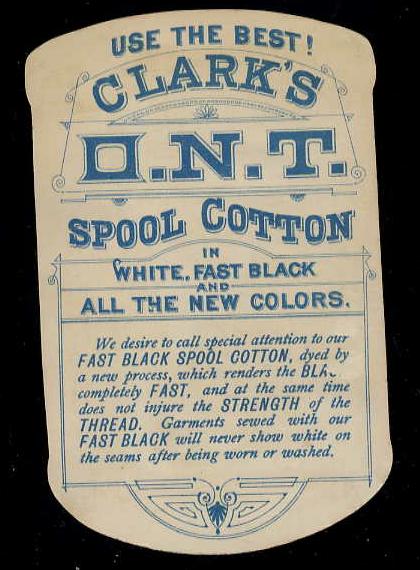 USE THE BEST!
CLARK'S
O.N.T.
SPOOL COTTON
IN
WHITE, FAST BLACK
AND
ALL THE NEW COLORS.
We desire to call special attention to our
FAST BLACK SPOOL COTTON, dyed by
a new process, which renders the
completely FAST, and at the same time
does not injure the STRENGTH of the
THREAD. Garments sewed with our
FAST BLACK will never show white on
the seams after being worn or washed.